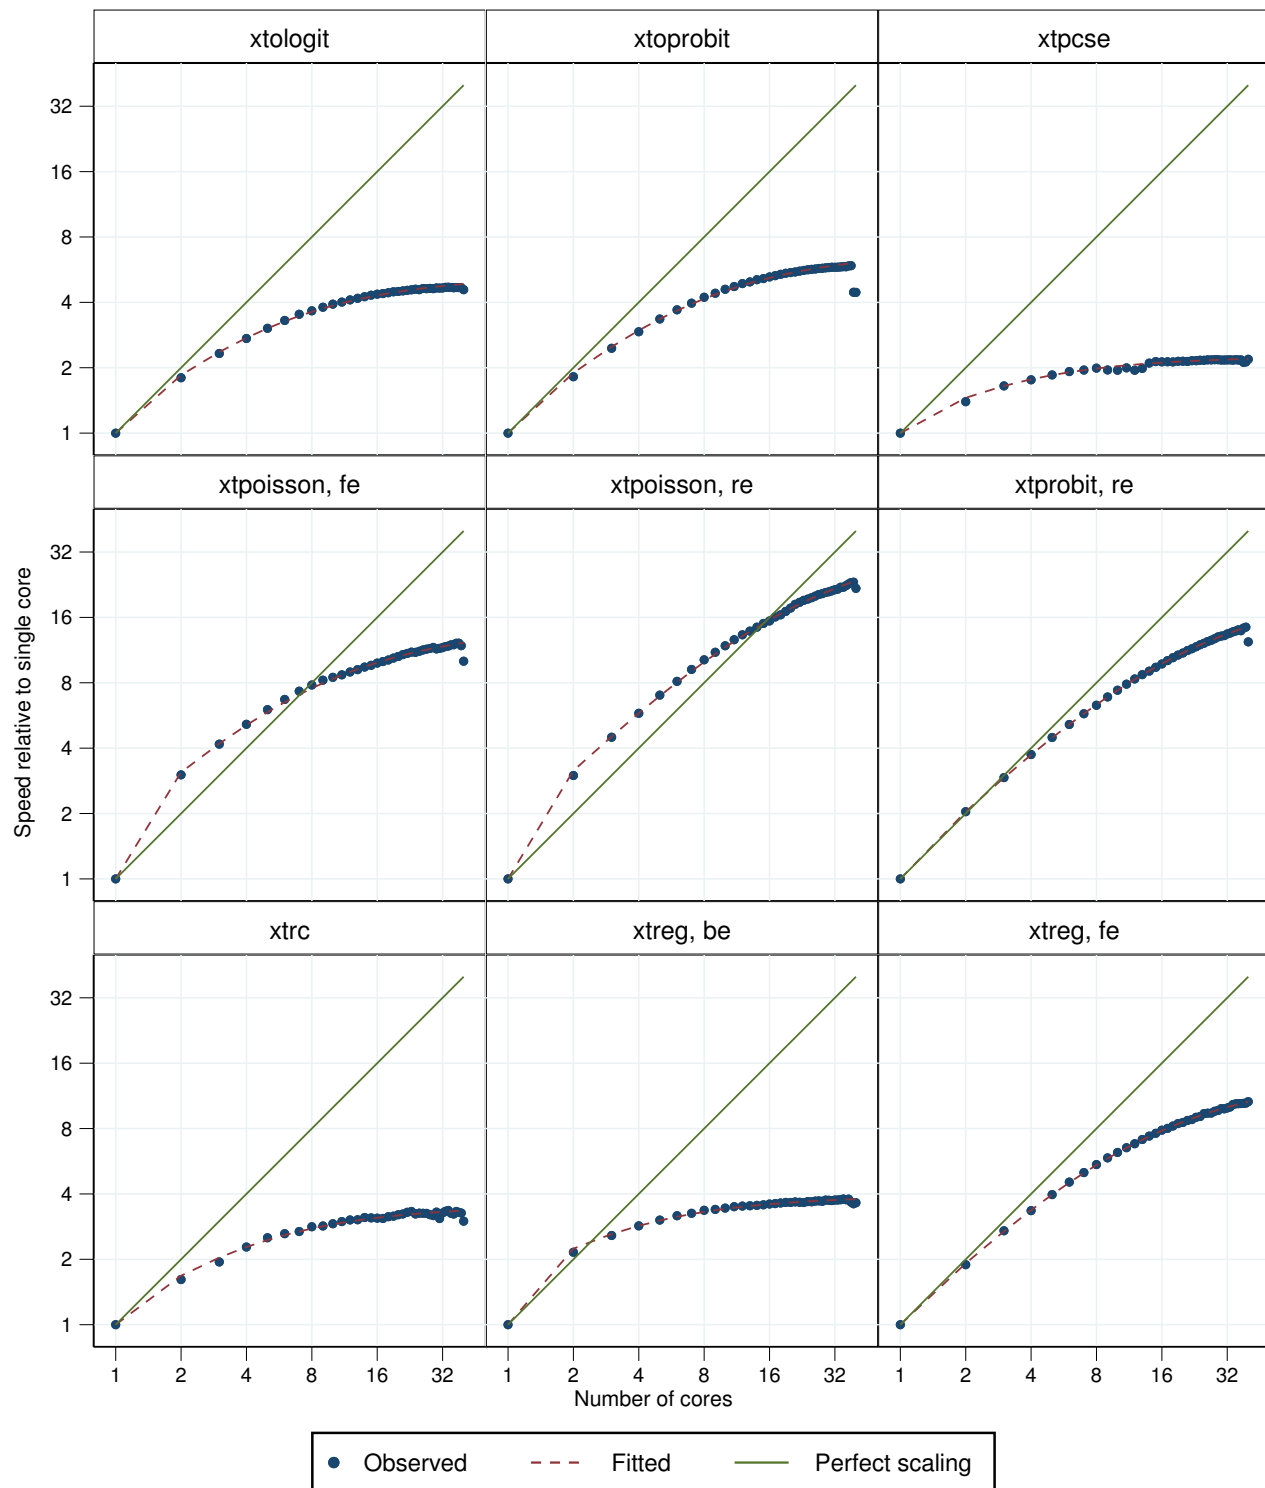 xtologit xtoprobit xtpcse
32
16
8
4
2
1
xtpoisson, fe xtpoisson, re xtprobit, re
32
16
8
4
2
1
Speed relative to single core
xtrc xtreg, be xtreg, fe
32
16
8
4
2
1
1 2 4 8 16 32 1 2 4 8 16 32 1 2 4 8 16 32
Number of cores
Observed Fitted Perfect scaling